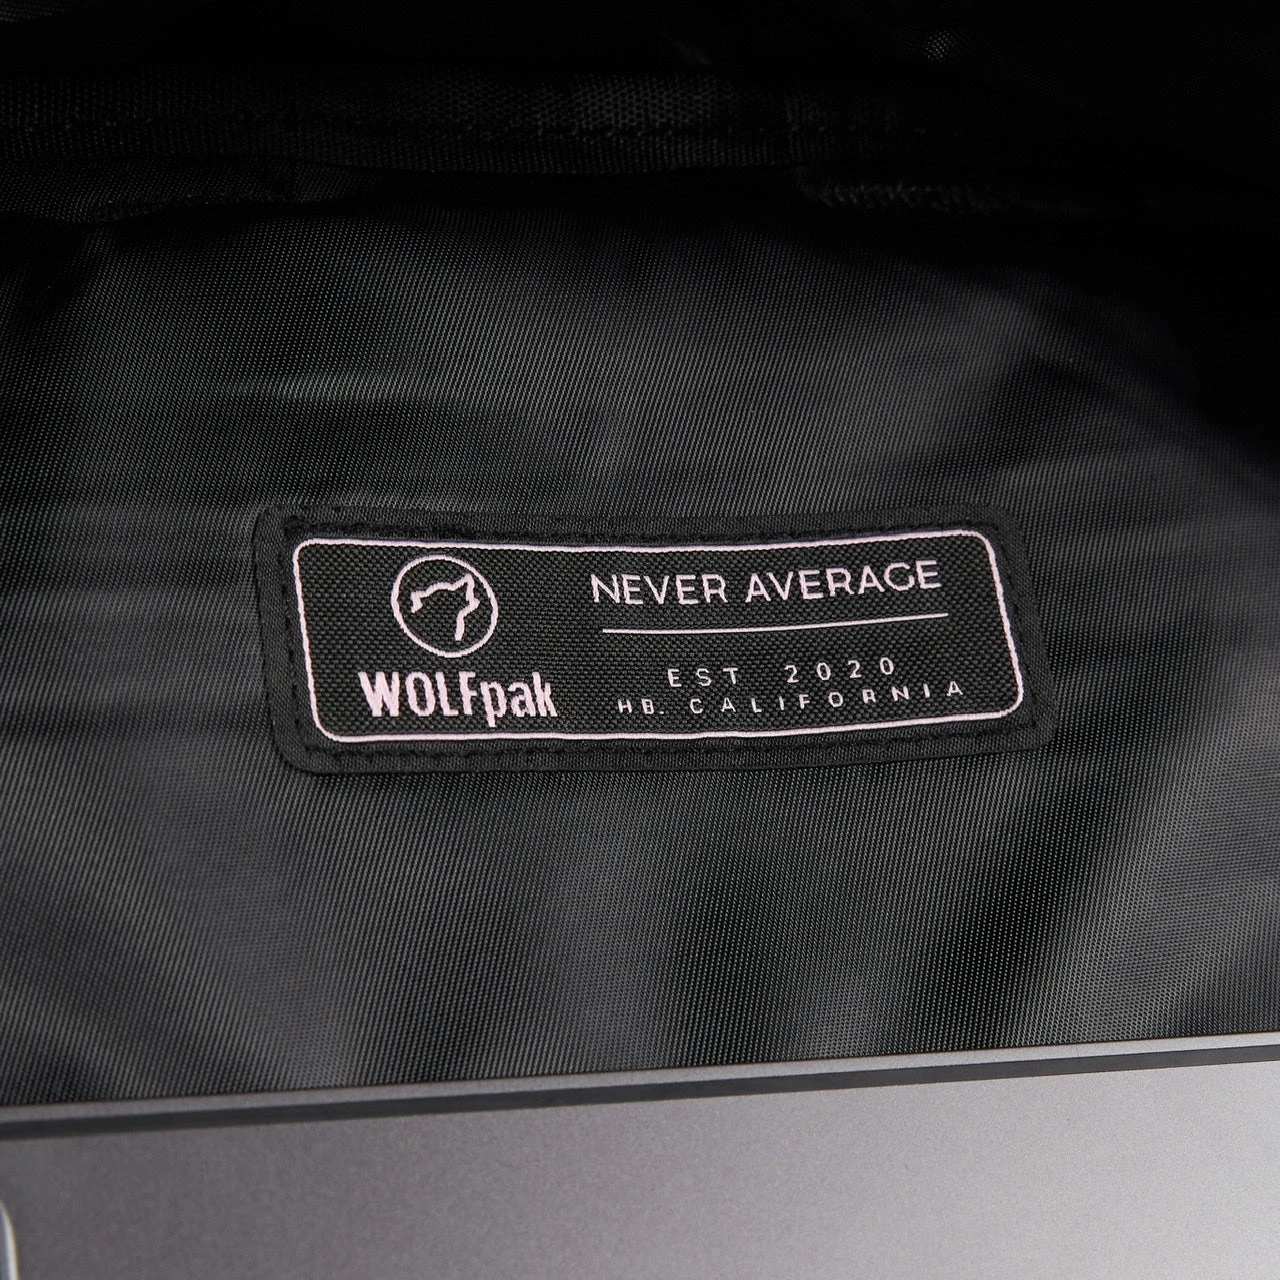 WOLFpak
NEVER AVERAGE
EST 2020
HB. CALIFORNIA